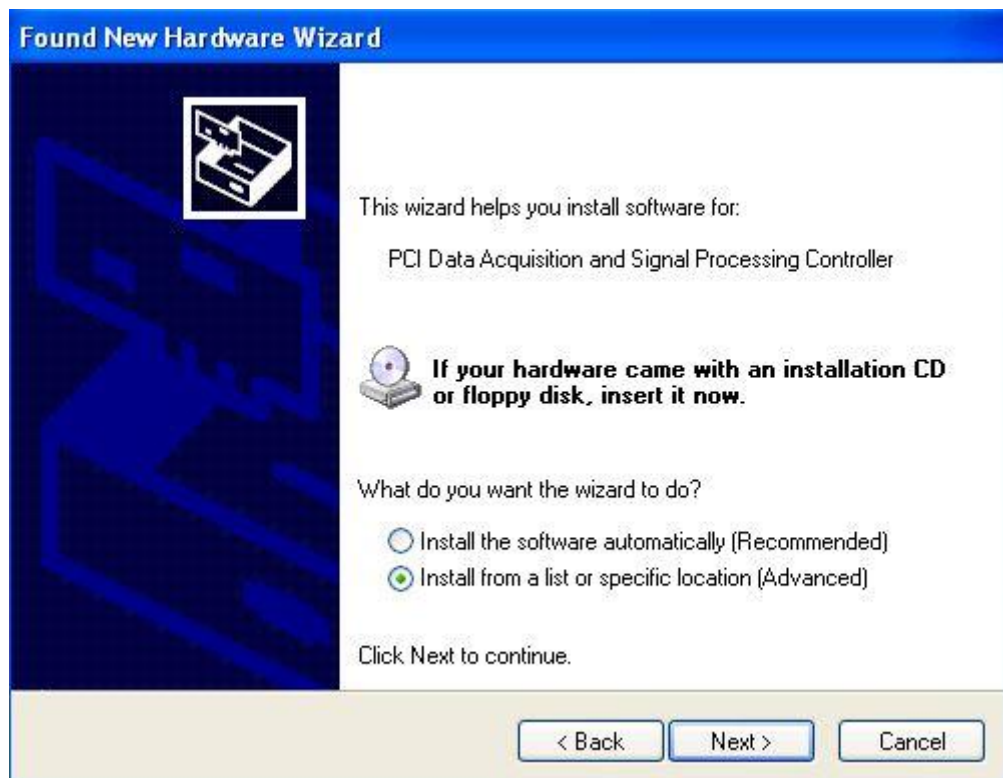 Found New Hardware Wizard
This wizard helps you install software for:
PCI Data Acquisition and Signal Processing Controller
If your hardware came with an installation CD
or floppy disk, insert it now.
What do you want the wizard to do?
Install the software automatically (Recommended)
Install from a list or specific location (Advanced)
Click Next to continue.
< Back
Next >
Cancel